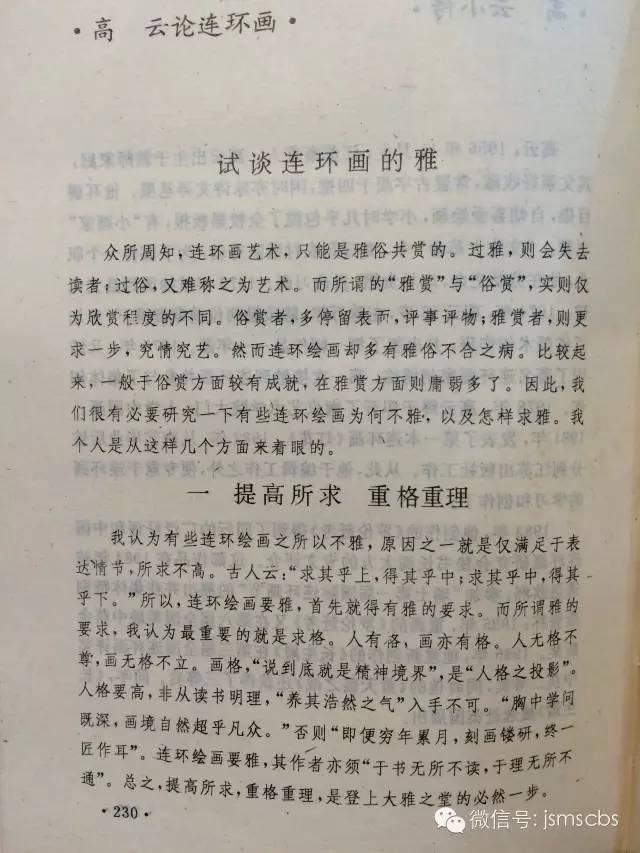 ·高 云论连环画·
试谈连环画的雅
众所周知，连环画艺术，只能是雅俗共赏的。过雅，则会失去
读者；过俗，又难称之为艺术。而所谓的“雅赏”与“俗赏”，实则仅
为欣赏程度的不同。俗赏者，多停留表面，评事评物；雅赏者，则更
求一步，究情究艺。然而连环绘画却多有雅俗不合之病。比较起
来，一般于俗赏方面较有成就，在雅赏方面则庸弱多了。因此，我
们很有必要研究一下有些连环绘画为何不雅，以及怎样求雅。我
个人是从这样几个方面来着眼的。
一 提高所求 重格重理
我认为有些连环绘画之所以不雅，原因之一就是仅满足于表
达情节，所求不高。古人云：“求其乎上，得其乎中；求其乎中，得其
乎下。”所以，连环绘画要雅，首先就得有雅的要求。而所谓雅的
要求，我认为最重要的就是求格。人有格，画亦有格。人无格不
尊，画无格不立。画格，“说到底就是精神境界”，是“人格之投影”。
人格要高，非从读书明理，“养其浩然之气”入手不可。“胸中学问
既深，画境自然超乎凡众。”否则“即便穷年累月，刻画镂研，终一
匠作耳”。连环绘画要雅，其作者亦须“于书无所不读，于理无所不
通”。总之，提高所求，重格重理，是登上大雅之堂的必然一步。
·230·
微信号: jsmscbs